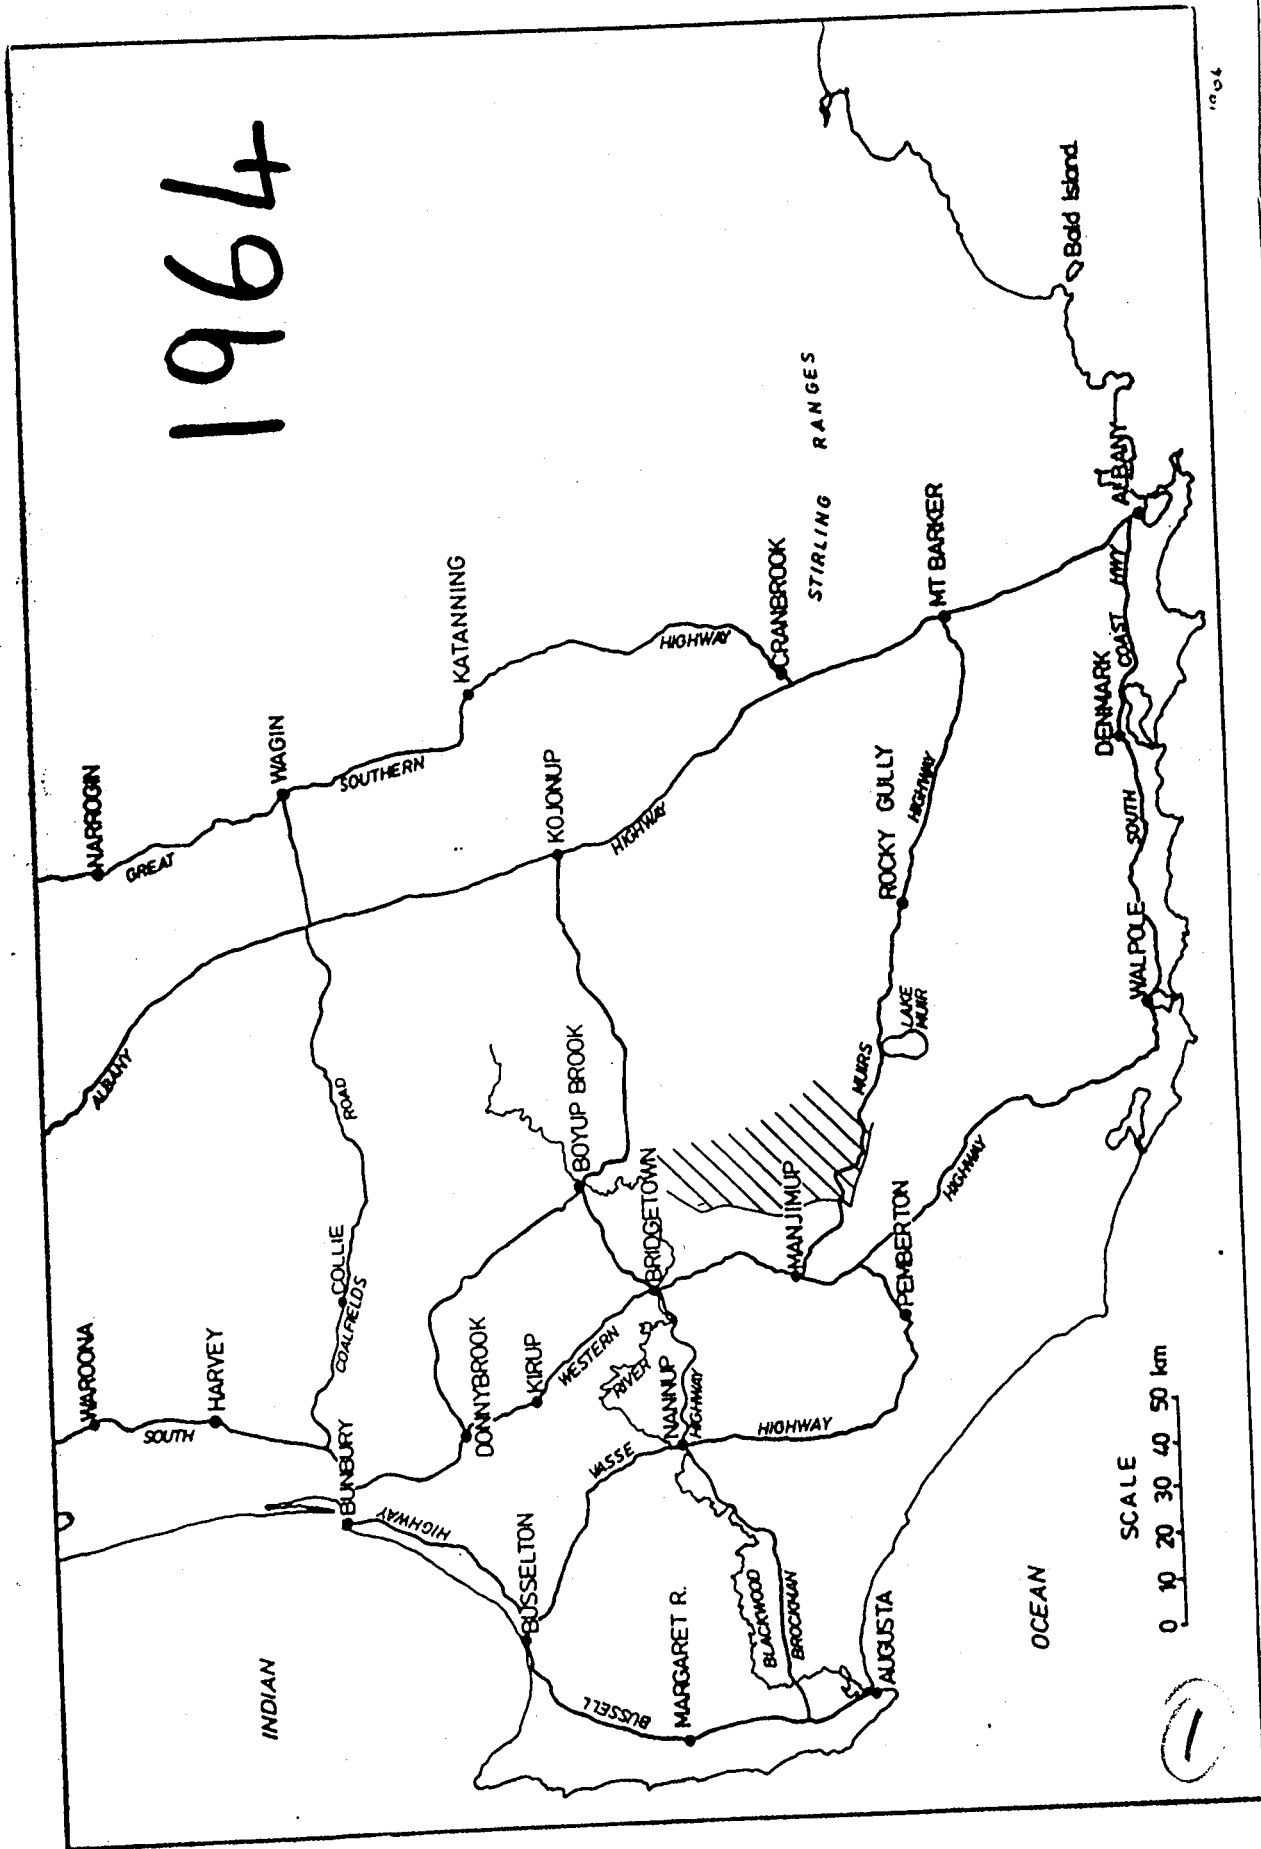 1964
WAROONA
HARVEY
SOUTH
NARROGIN
GREAT
WAGIN
SOUTHERN
KATANNING
HIGHWAY
CRANBROOK
STIRLING RANGES
MT BARKER
ALBANY
KOJONUP
HIGHWAY
ALBANY
ROAD
COLLIE
COALFIELDS
BUNBURY
HIGHWAY
BUSSELTON
VASSE
DONNYBROOK
KIRUP
WESTERN
BOYUP BROOK
BRIDGETOWN
RIVER
NANNUP
HIGHWAY
HIGHWAY
MANJIMUP
MUIRS
LAKE
MUIR
ROCKY GULLY
HIGHWAY
PEMBERTON
HIGHWAY
WALPOLE
SOUTH
DENMARK
COAST
HWY
Bald Island
BUSSELL
MARGARET R.
BLACKWOOD
BROCKMAN
AUGUSTA
INDIAN
OCEAN
SCALE
0 10 20 30 40 50 km
1